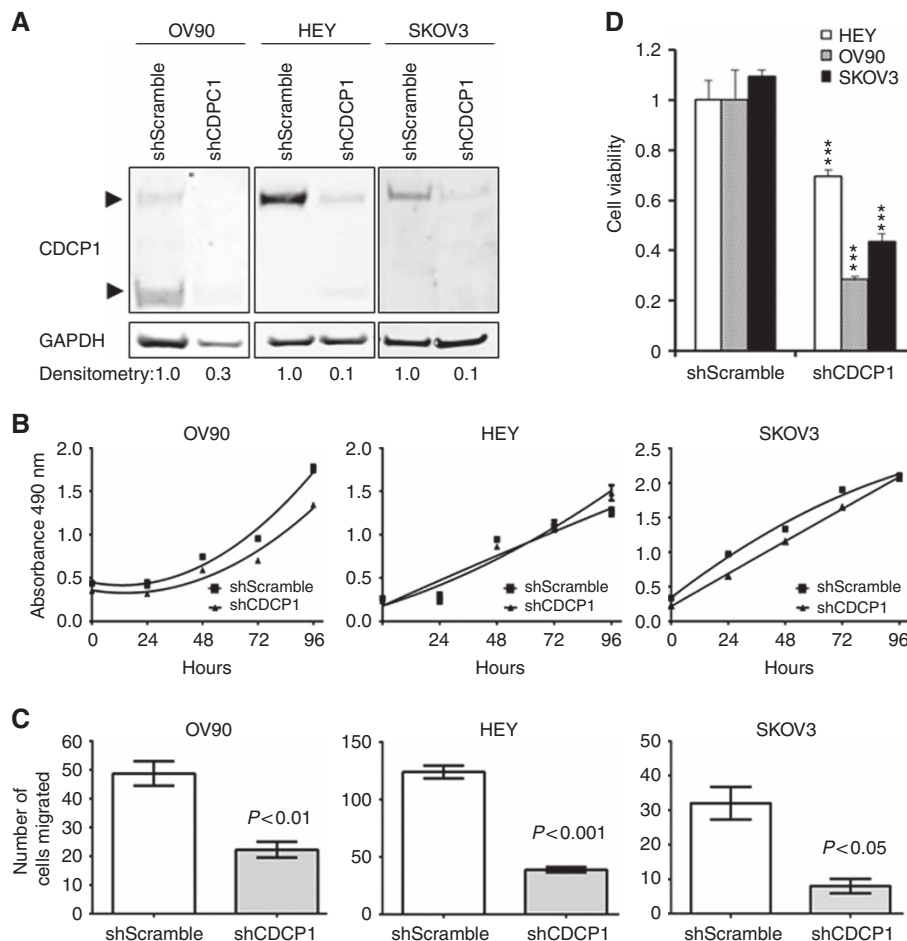 A
OV90 HEY SKOV3
shScramble shCDPC1 shScramble shCDCP1 shScramble shCDCP1
CDCP1
GAPDH
Densitometry:1.0 0.3 1.0 0.1 1.0 0.1
D
HEY
OV90
SKOV3
Cell viability
1.2
1
0.8
0.6
0.4
0.2
0
***
***
***
shScramble shCDCP1
B
OV90
Absorbance 490 nm
2.0
1.5
1.0
0.5
0.0
shScramble
shCDCP1
0 24 48 72 96
Hours
HEY
2.0
1.5
1.0
0.5
0.0
shScramble
shCDCP1
0 24 48 72 96
Hours
SKOV3
2.5
2.0
1.5
1.0
0.5
0.0
shScramble
shCDCP1
0 24 48 72 96
Hours
C
OV90
Number of
cells migrated
60
50
40
30
20
10
0
P<0.01
shScramble shCDCP1
HEY
150
100
50
0
P<0.001
shScramble shCDCP1
SKOV3
50
40
30
20
10
0
P<0.05
shScramble shCDCP1